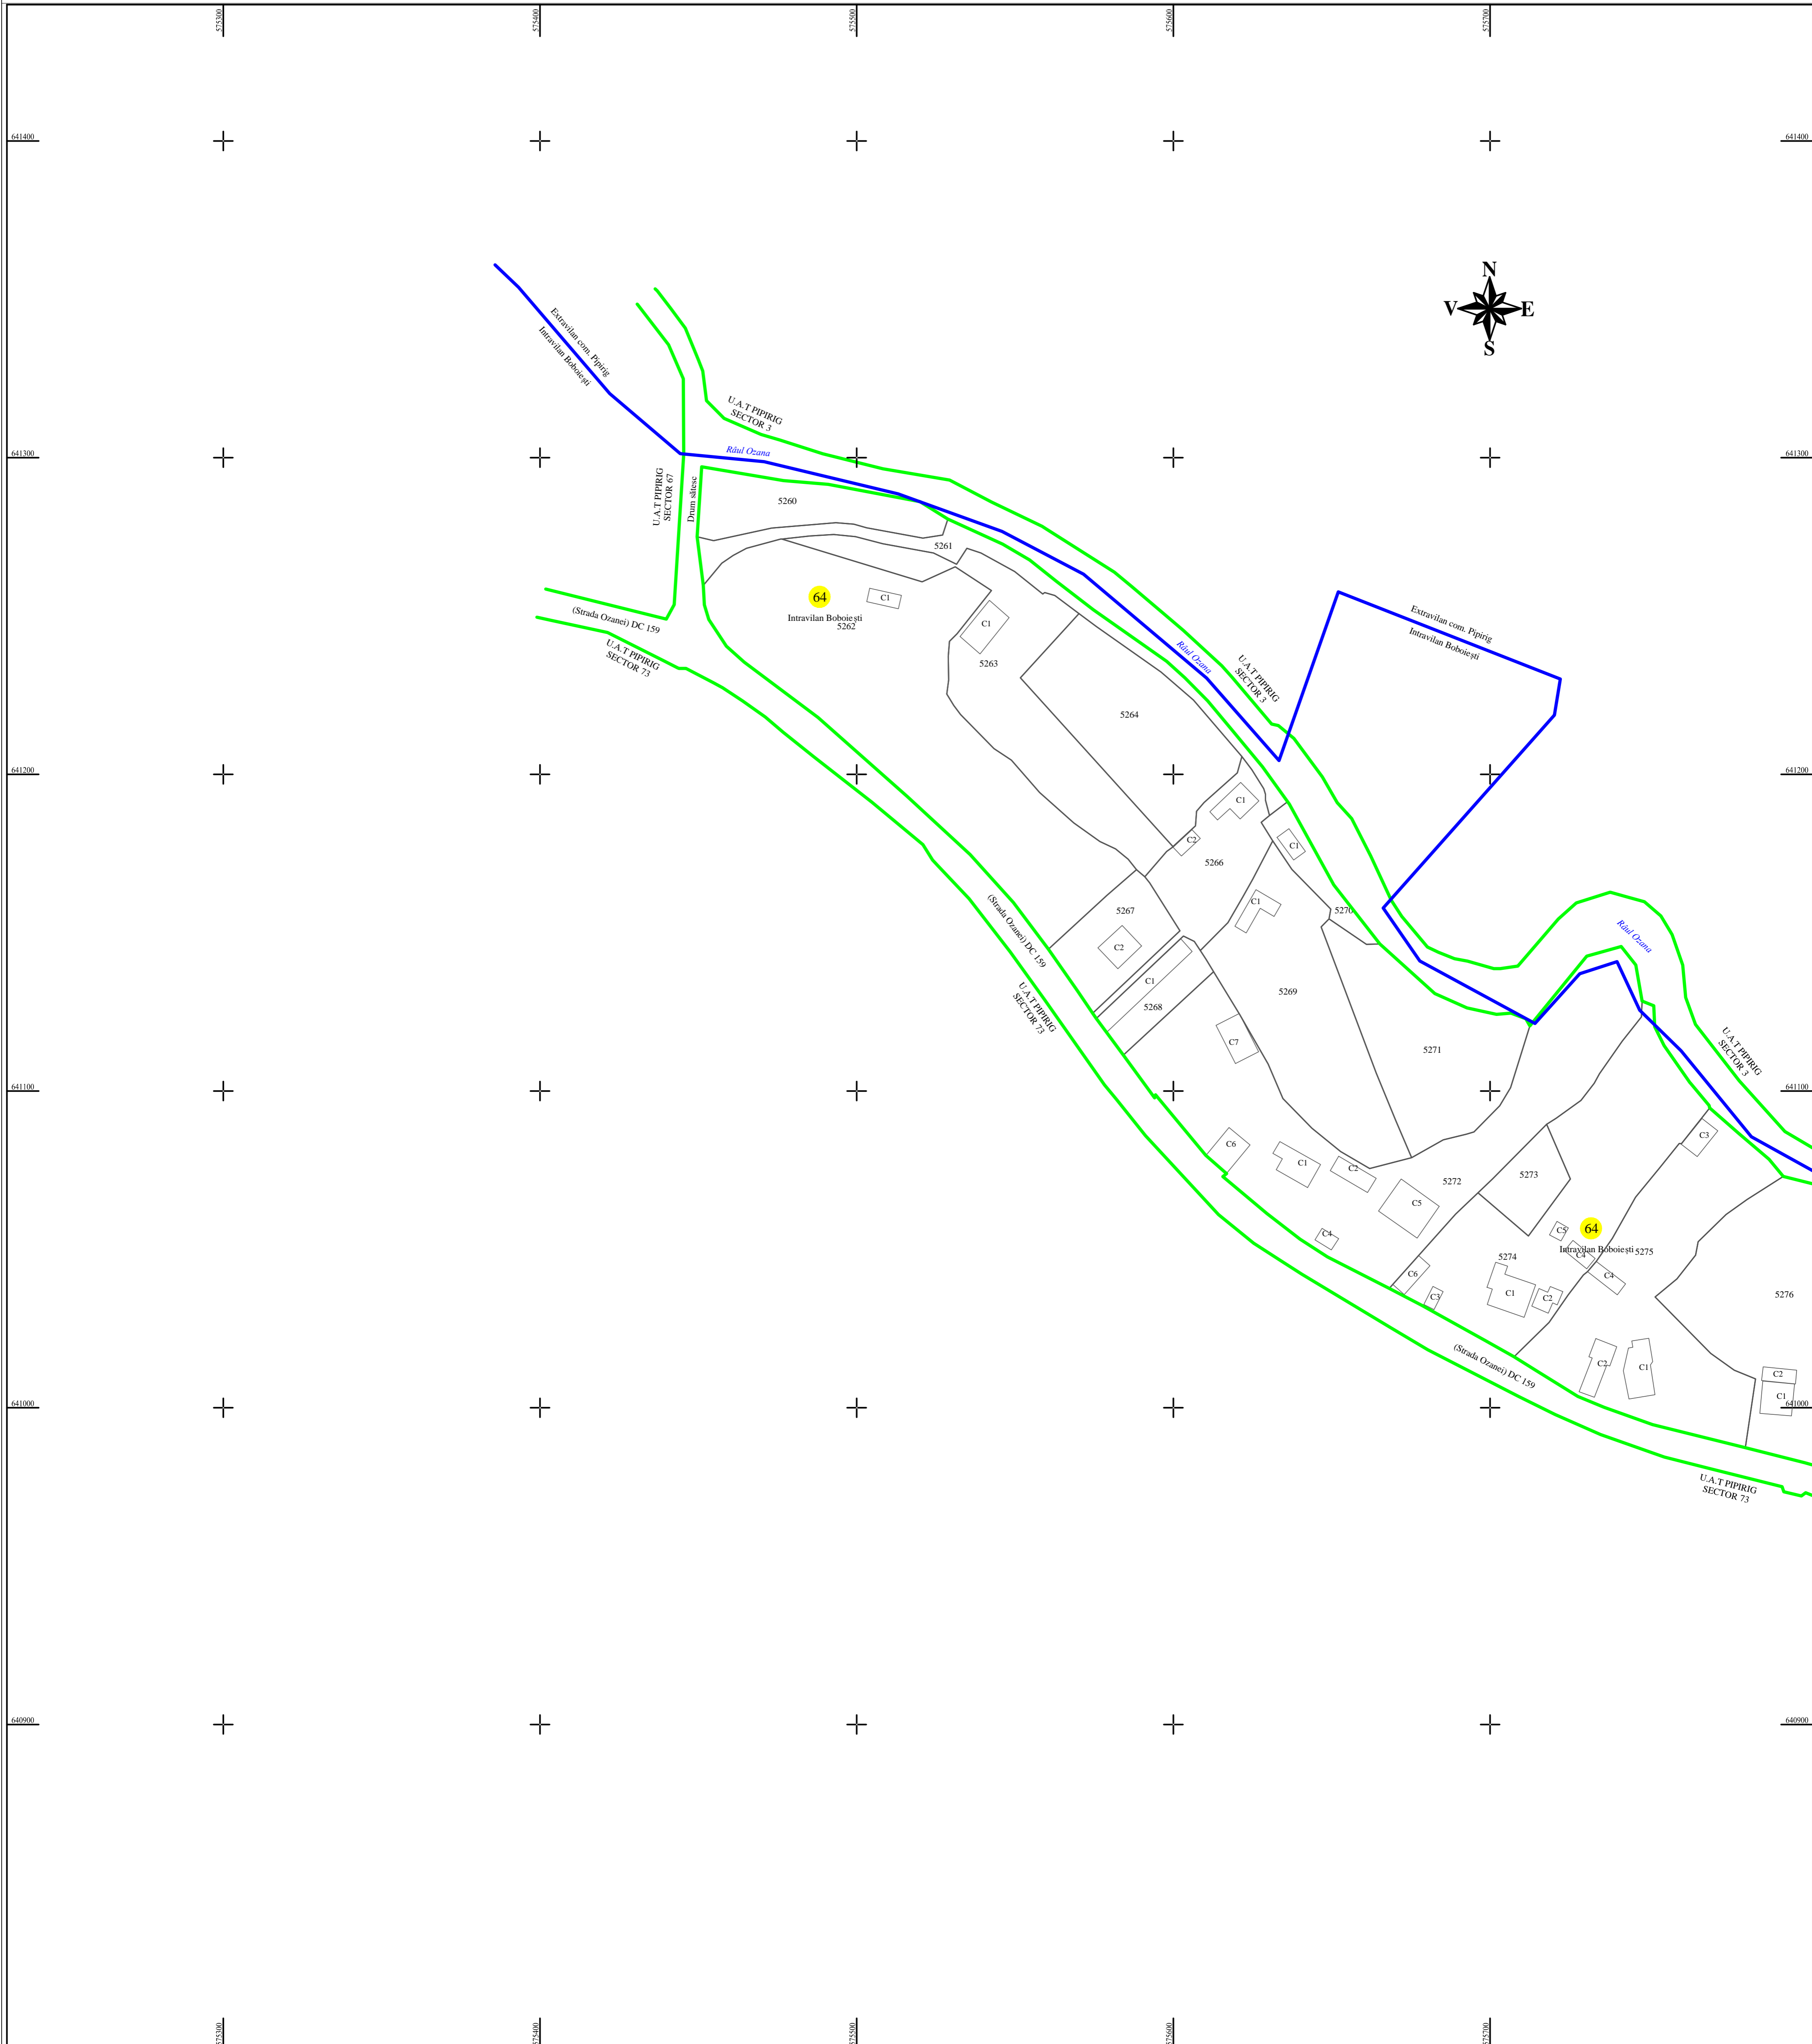 575300
575400
575500
575600
575700
641400
641400
N
V
E
S
Extravilan com. Pipirig
Intravilan Boboiești
U.A.T PIPIRIG
SECTOR 3
641300
Râul Ozana
U.A.T PIPIRIG
SECTOR 67
Drum sătesc
5260
5261
64
Intravilan Boboiești
5262
C1
C1
5263
(Strada Ozanei) DC 159
U.A.T PIPIRIG
SECTOR 73
Extravilan com. Pipirig
Intravilan Boboiești
Râul Ozana
U.A.T PIPIRIG
SECTOR 3
5264
641200
641200
C1
C2
C1
5266
5267
C1
5270
C2
(Strada Ozanei) DC 159
Râul Ozana
C1
5268
5269
U.A.T PIPIRIG
SECTOR 73
C7
5271
U.A.T PIPIRIG
SECTOR 3
641100
641100
C6
C1
C2
C3
5273
5272
C5
C4
C5
64
Intravilan Boboiești
5275
5274
C4
C4
C6
C3
C1
C2
5276
(Strada Ozanei) DC 159
C2
C1
C2
C1
641000
641000
U.A.T PIPIRIG
SECTOR 73
640900
640900
575300
575400
575500
575600
575700